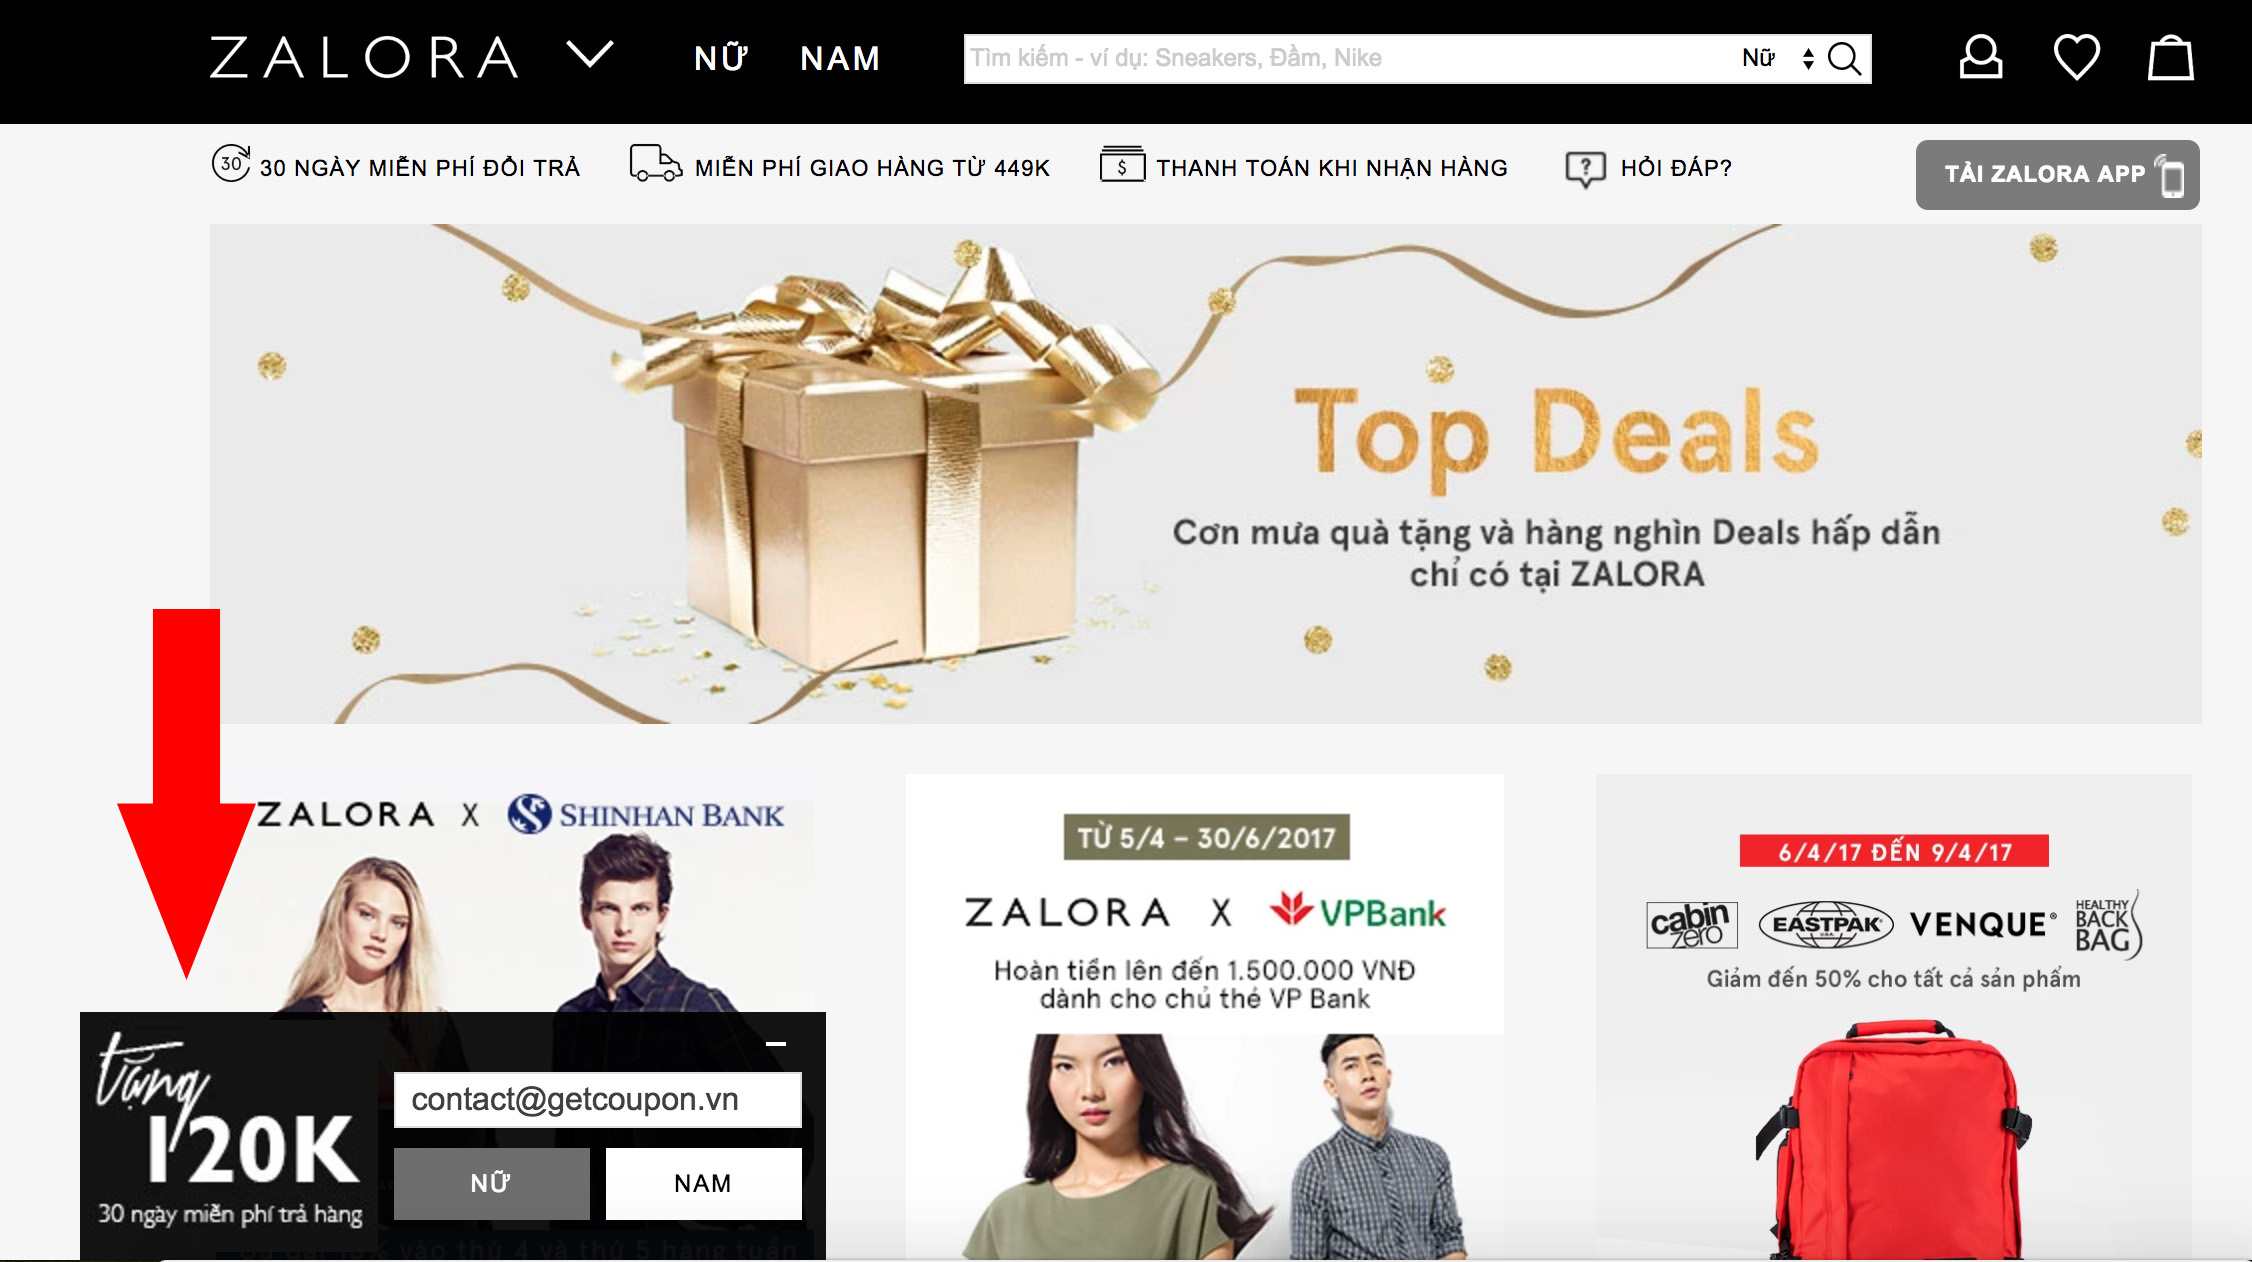 ZALORA
NỮ
NAM
Tìm kiếm - ví dụ: Sneakers, Đầm, Nike
Nữ
30
30 NGÀY MIỄN PHÍ ĐỔI TRẢ
MIỄN PHÍ GIAO HÀNG TỪ 449K
$
THANH TOÁN KHI NHẬN HÀNG
?
HỎI ĐÁP?
TẢI ZALORA APP
Top Deals
Cơn mưa quà tặng và hàng nghìn Deals hấp dẫn
chỉ có tại ZALORA
ZALORA X SHINHAN BANK
TỪ 5/4 – 30/6/2017
ZALORA X VPBank
Hoàn tiền lên đến 1.500.000 VNĐ
dành cho chủ thẻ VP Bank
6/4/17 ĐẾN 9/4/17
cabin zero
EASTPAK
VENQUE®
HEALTHY
BACK
BAG
Giảm đến 50% cho tất cả sản phẩm
tặng
120K
30 ngày miễn phí trả hàng
contact@getcoupon.vn
NỮ
NAM
vào thứ 4 và thứ 5 hàng tuần